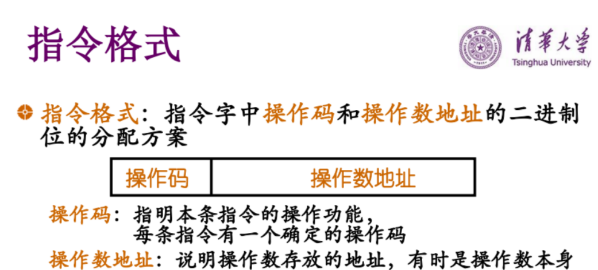 指令格式
清华大学
Tsinghua University
指令格式：指令字中操作码和操作数地址的二进制
位的分配方案
操作码 操作数地址
操作码：指明本条指令的操作功能，
每条指令有一个确定的操作码
操作数地址：说明操作数存放的地址，有时是操作数本身